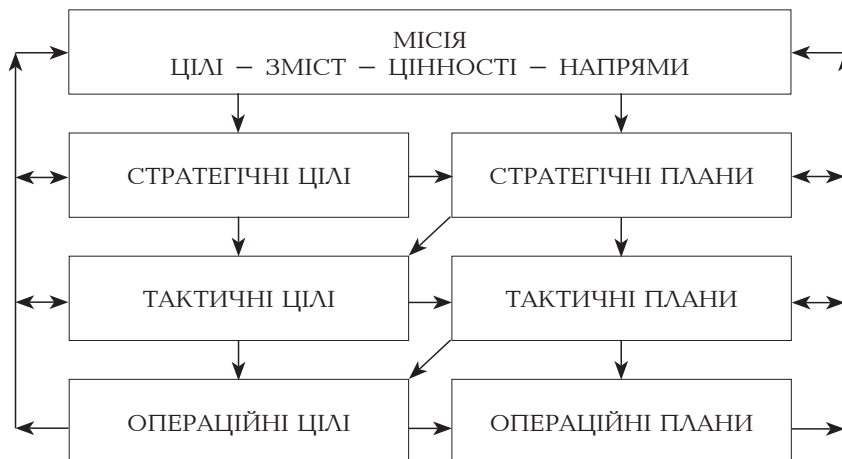 МІСІЯ
ЦІЛІ – ЗМІСТ – ЦІННОСТІ – НАПРЯМИ
СТРАТЕГІЧНІ ЦІЛІ
СТРАТЕГІЧНІ ПЛАНИ
ТАКТИЧНІ ЦІЛІ
ТАКТИЧНІ ПЛАНИ
ОПЕРАЦІЙНІ ЦІЛІ
ОПЕРАЦІЙНІ ПЛАНИ